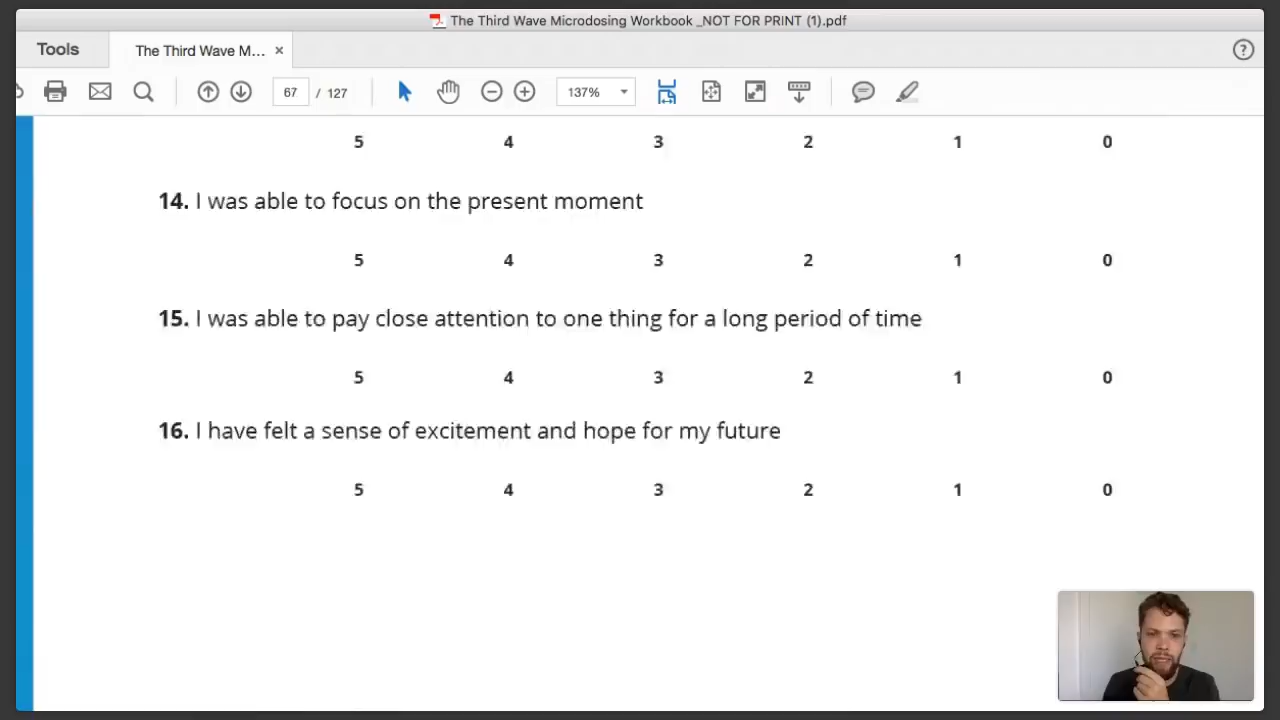 The Third Wave Microdosing Workbook _NOT FOR PRINT (1).pdf
Tools
The Third Wave M... ×
?
67 / 127
137%
5 4 3 2 1 0
14. I was able to focus on the present moment
5 4 3 2 1 0
15. I was able to pay close attention to one thing for a long period of time
5 4 3 2 1 0
16. I have felt a sense of excitement and hope for my future
5 4 3 2 1 0